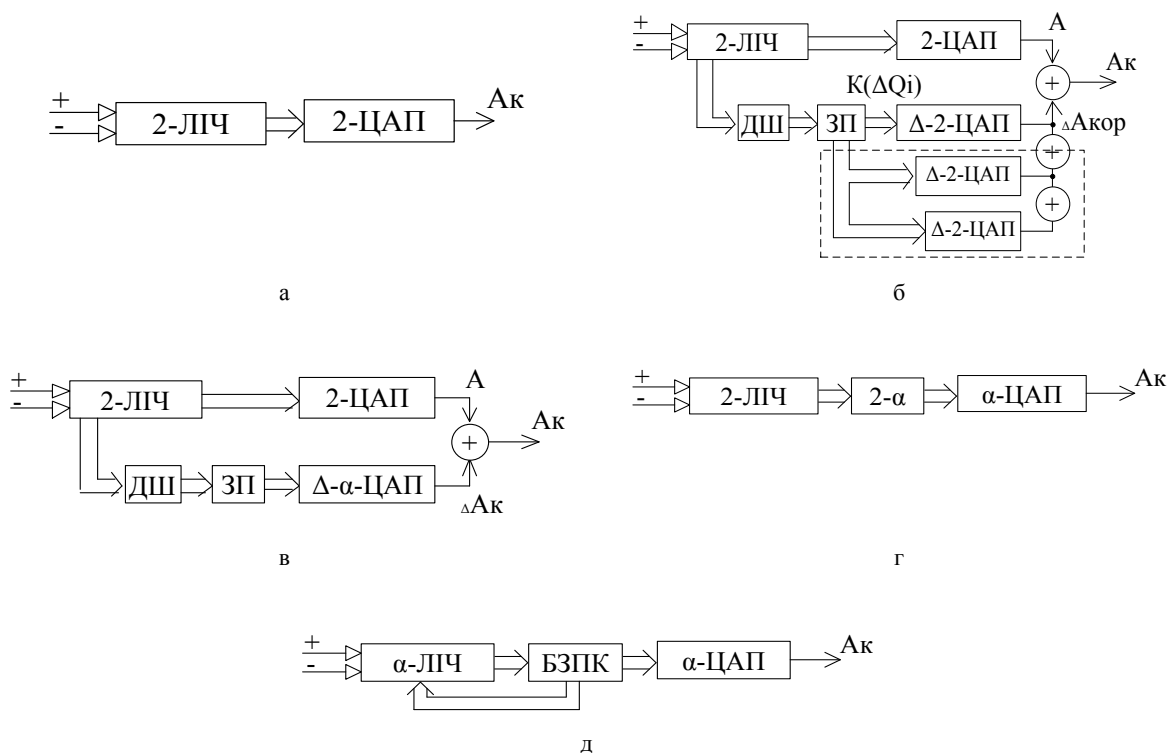 +
-
2-ЛІЧ
2-ЦАП
Ак
а
+
-
2-ЛІЧ
2-ЦАП
А
+
Ак
К(ΔQi)
ДШ
ЗП
Δ-2-ЦАП
ΔАкор
+
Δ-2-ЦАП
+
Δ-2-ЦАП
б
+
-
2-ЛІЧ
2-ЦАП
А
+
Ак
ДШ
ЗП
Δ-α-ЦАП
ΔАк
в
+
-
2-ЛІЧ
2-α
α-ЦАП
Ак
г
+
-
α-ЛІЧ
БЗПК
α-ЦАП
Ак
д